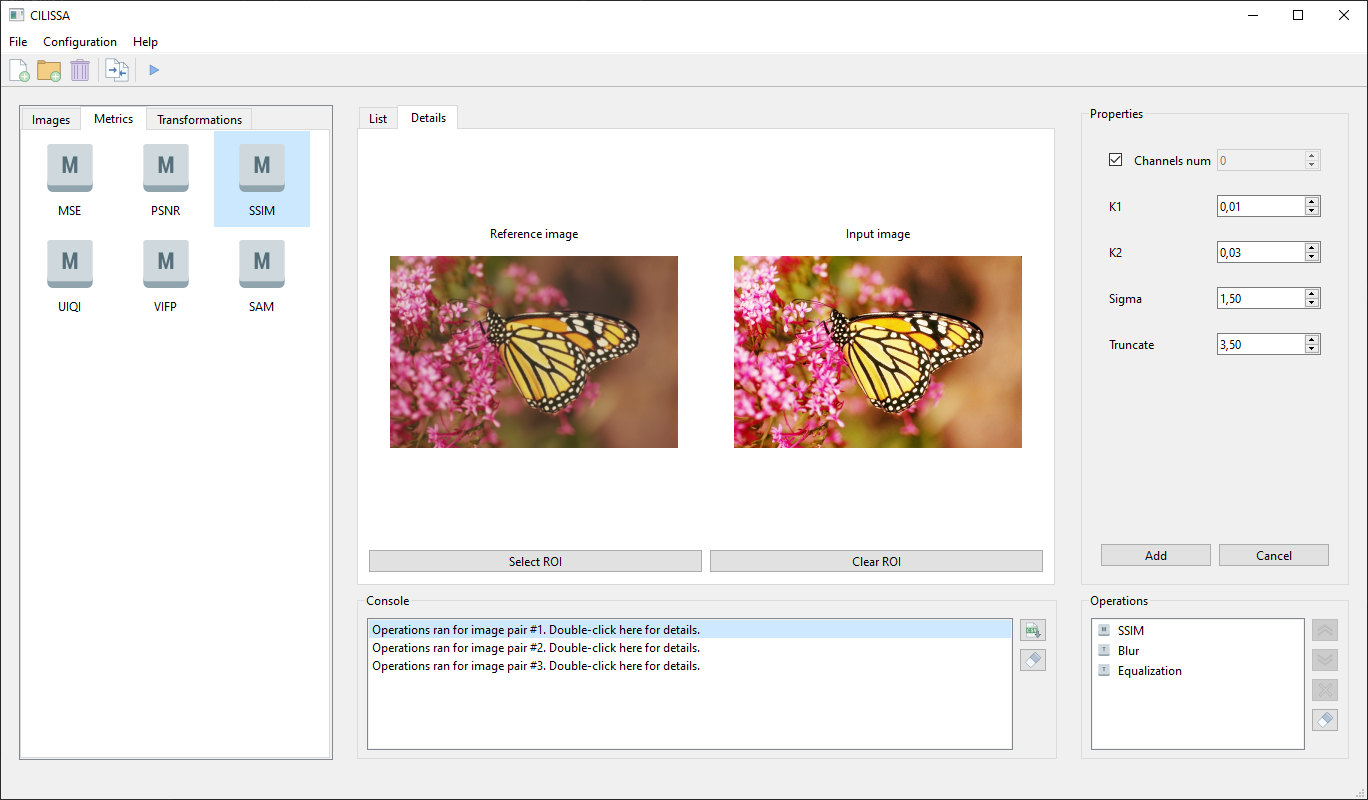 CILISSA
File Configuration Help
Images Metrics Transformations
M M M
MSE PSNR SSIM
M M M
UIQI VIFP SAM
List Details
Reference image Input image
Select ROI Clear ROI
Console
Operations ran for image pair #1. Double-click here for details.
Operations ran for image pair #2. Double-click here for details.
Operations ran for image pair #3. Double-click here for details.
CSV
Properties
Channels num 0
K1 0,01
K2 0,03
Sigma 1,50
Truncate 3,50
Add Cancel
Operations
M SSIM
T Blur
T Equalization